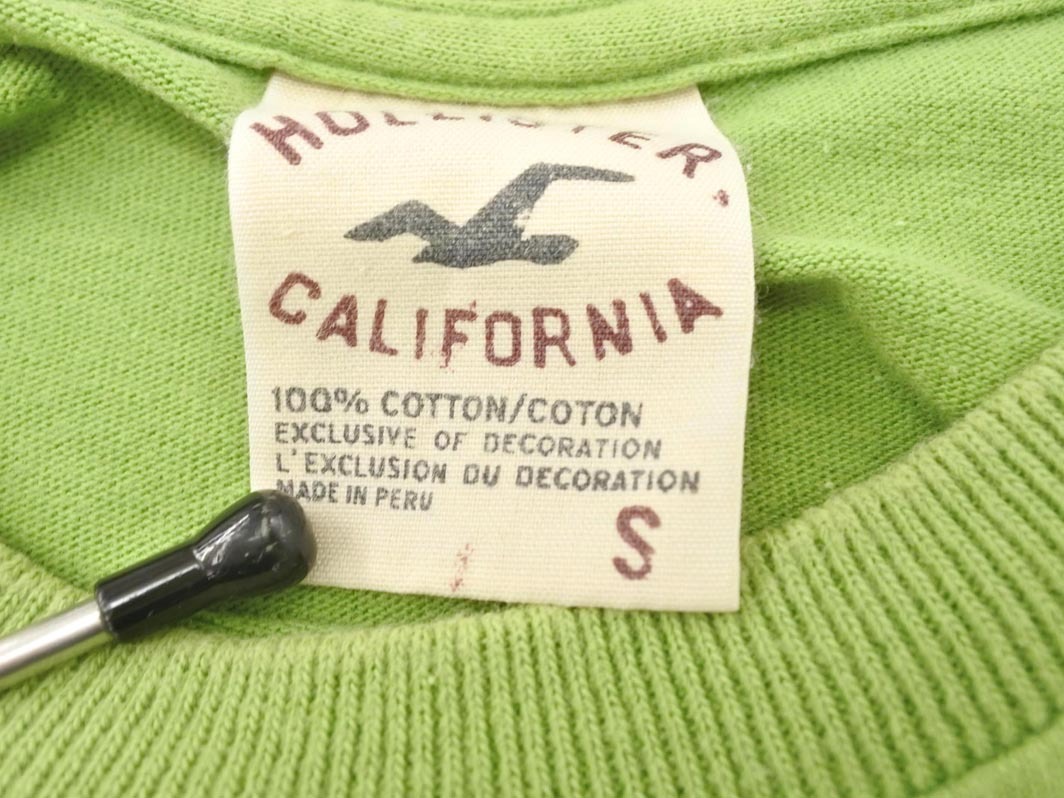 HOLLISTER
CALIFORNIA
100% COTTON/COTON
EXCLUSIVE OF DECORATION
L'EXCLUSION DU DECORATION
MADE IN PERU
S